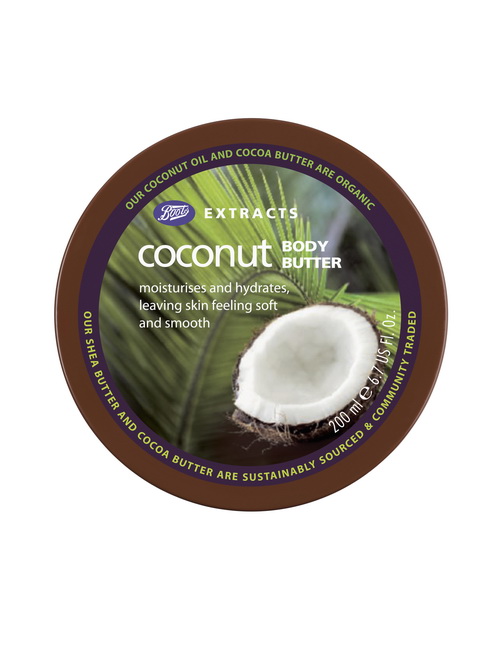 OUR COCONUT OIL AND COCOA BUTTER ARE ORGANIC
Boots EXTRACTS
coconut BODY BUTTER
moisturises and hydrates,
leaving skin feeling soft
and smooth
200 ml ℮ 6.7 US Fl. Oz.
OUR SHEA BUTTER AND COCOA BUTTER ARE SUSTAINABLY SOURCED & COMMUNITY TRADED